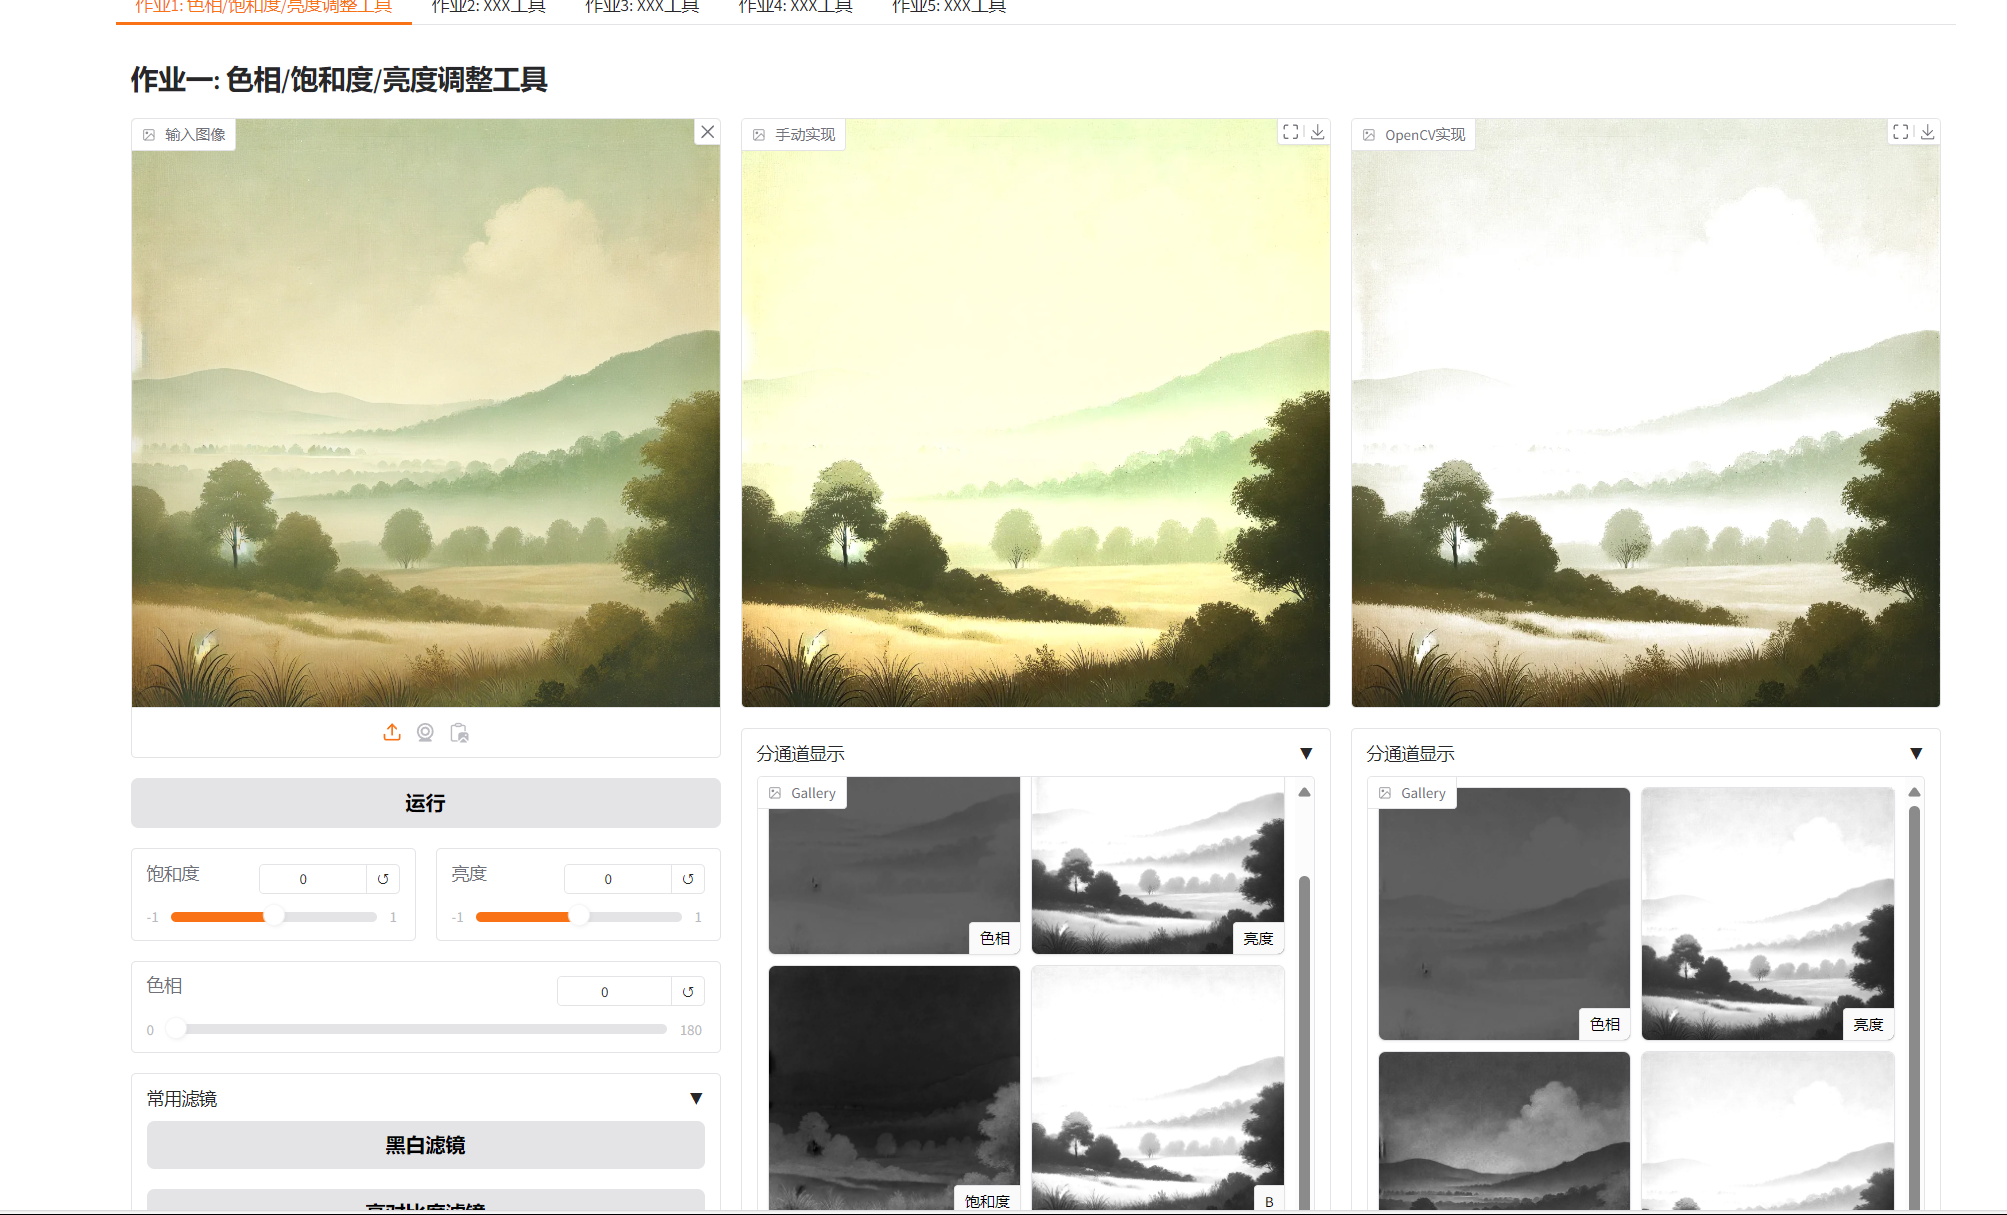 作业1: 色相/饱和度/亮度调整工具
作业2: XXX工具
作业3: XXX工具
作业4: XXX工具
作业5: XXX工具
作业一: 色相/饱和度/亮度调整工具
输入图像
手动实现
OpenCV实现
运行
饱和度
0
-1
1
亮度
0
-1
1
色相
0
0
180
常用滤镜
黑白滤镜
高对比度滤镜
分通道显示
Gallery
色相
亮度
饱和度
B
分通道显示
Gallery
色相
亮度